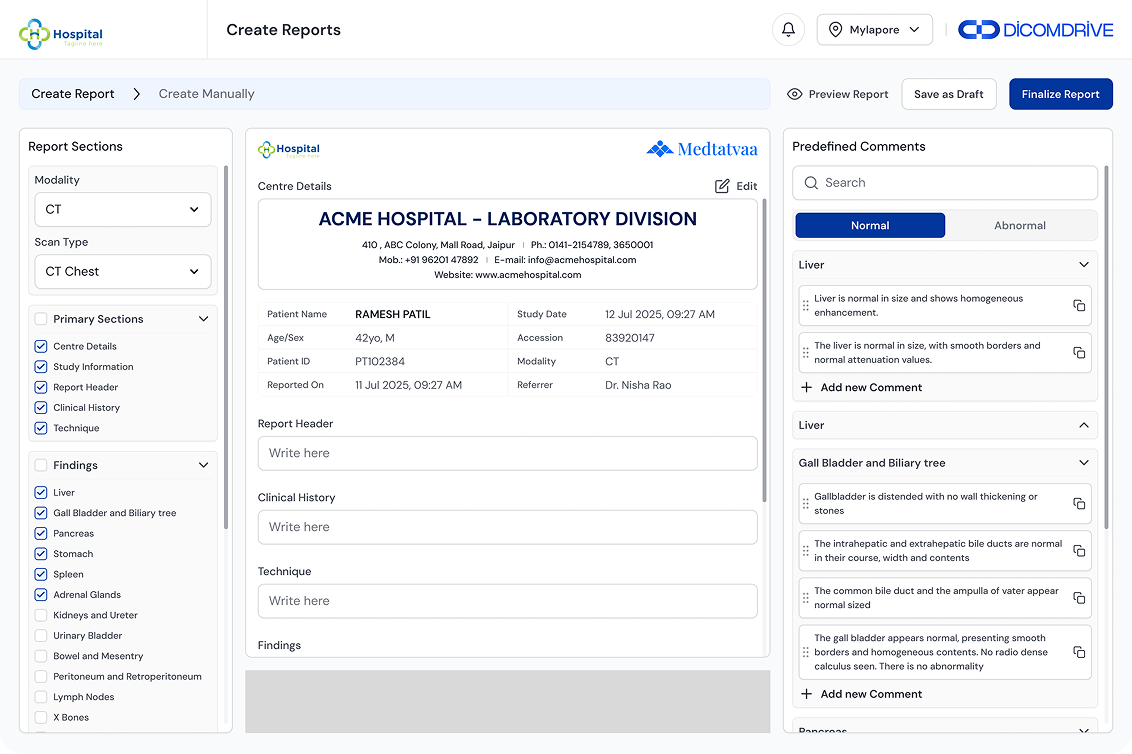 Hospital
Tagline here
Create Reports
Mylapore
DICOMDRIVE
Create Report
Create Manually
Preview Report
Save as Draft
Finalize Report
Report Sections
Modality
CT
Scan Type
CT Chest
Primary Sections
Centre Details
Study Information
Report Header
Clinical History
Technique
Findings
Liver
Gall Bladder and Biliary tree
Pancreas
Stomach
Spleen
Adrenal Glands
Kidneys and Ureter
Urinary Bladder
Bowel and Mesentry
Peritoneum and Retroperitoneum
Lymph Nodes
X Bones
Hospital
Tagline here
Medtatvaa
Centre Details
Edit
ACME HOSPITAL - LABORATORY DIVISION
410 , ABC Colony, Mall Road, Jaipur | Ph.: 0141-2154789, 3650001
Mob.: +91 96201 47892 | E-mail: info@acmehospital.com
Website: www.acmehospital.com
Patient Name RAMESH PATIL Study Date 12 Jul 2025, 09:27 AM
Age/Sex 42yo, M Accession 83920147
Patient ID PT102384 Modality CT
Reported On 11 Jul 2025, 09:27 AM Referrer Dr. Nisha Rao
Report Header
Write here
Clinical History
Write here
Technique
Write here
Findings
Predefined Comments
Search
Normal
Abnormal
Liver
Liver is normal in size and shows homogeneous
enhancement.
The liver is normal in size, with smooth borders and
normal attenuation values.
Add new Comment
Liver
Gall Bladder and Biliary tree
Gallbladder is distended with no wall thickening or
stones
The intrahepatic and extrahepatic bile ducts are normal
in their course, width and contents
The common bile duct and the ampulla of vater appear
normal sized
The gall bladder appears normal, presenting smooth
borders and homogeneous contents. No radio dense
calculus seen. There is no abnormality
Add new Comment
Pancreas